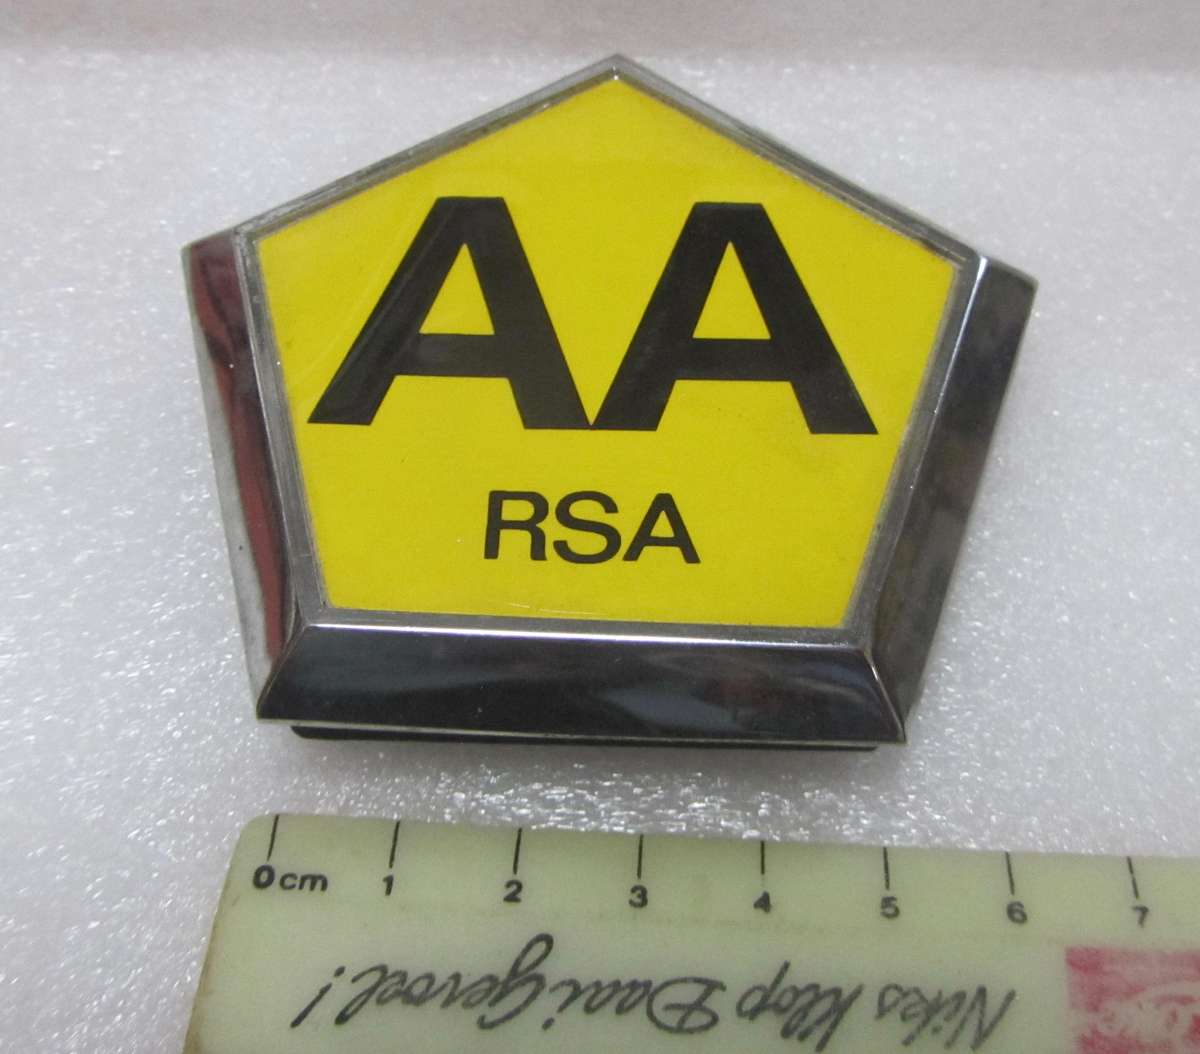 AA
RSA
0cm 1 2 3 4 5 6 7
Niks klop Daai Gevoel!